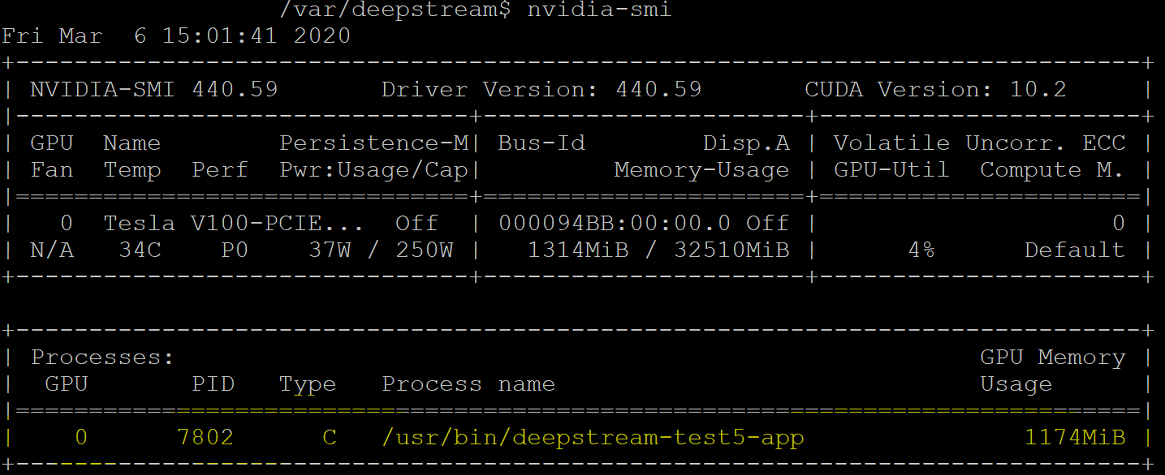 /var/deepstream$ nvidia-smi
Fri Mar  6 15:01:41 2020
+-----------------------------------------------------------------------------+
| NVIDIA-SMI 440.59       Driver Version: 440.59       CUDA Version: 10.2     |
|-------------------------------+----------------------+----------------------+
| GPU  Name        Persistence-M| Bus-Id        Disp.A | Volatile Uncorr. ECC |
| Fan  Temp  Perf  Pwr:Usage/Cap|         Memory-Usage | GPU-Util  Compute M. |
|===============================+======================+======================|
|   0  Tesla V100-PCIE...  Off  | 000094BB:00:00.0 Off |                    0 |
| N/A   34C    P0    37W / 250W |   1314MiB / 32510MiB |      4%      Default |
+-------------------------------+----------------------+----------------------+
+-----------------------------------------------------------------------------+
| Processes:                                                       GPU Memory |
|  GPU       PID   Type   Process name                             Usage      |
|=============================================================================|
|    0      7802      C   /usr/bin/deepstream-test5-app               1174MiB |
+-----------------------------------------------------------------------------+